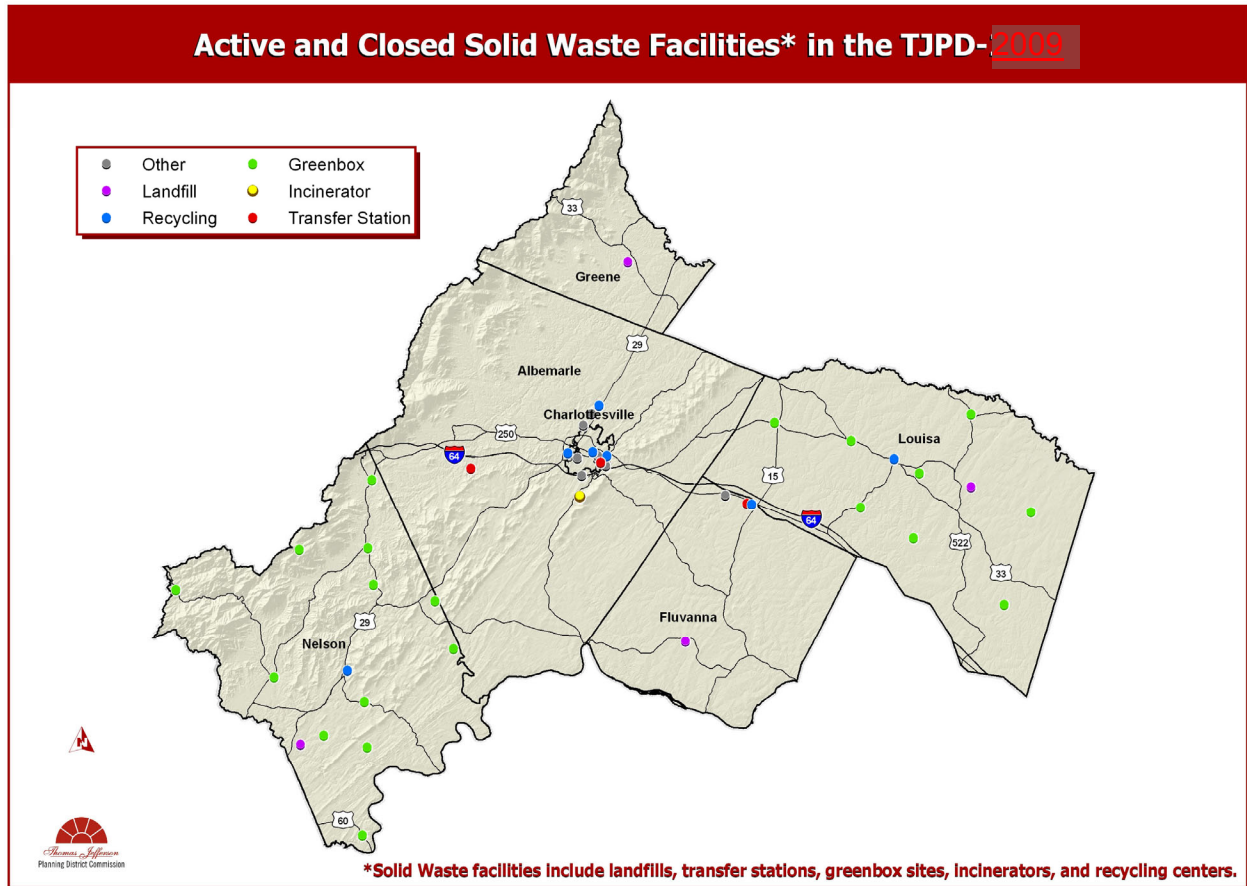 Active and Closed Solid Waste Facilities* in the TJPD-2009
Other
Greenbox
Landfill
Incinerator
Recycling
Transfer Station
33
Greene
29
Albemarle
Charlottesville
250
64
Louisa
15
64
522
33
Fluvanna
29
Nelson
N
60
Thomas Jefferson
Planning District Commission
*Solid Waste facilities include landfills, transfer stations, greenbox sites, incinerators, and recycling centers.